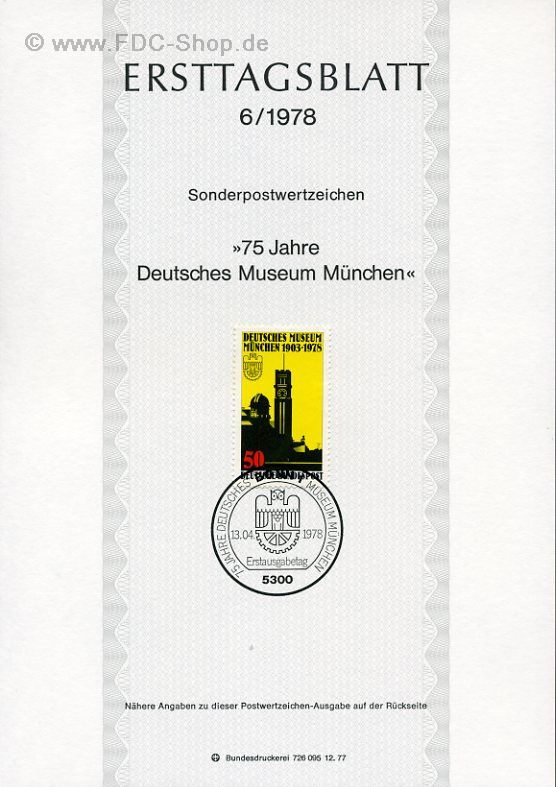 © www.FDC-Shop.de
ERSTTAGSBLATT
6/1978
Sonderpostwertzeichen
»75 Jahre
Deutsches Museum München«
DEUTSCHES MUSEUM
MÜNCHEN 1903-1978
50
DEUTSCHE BUNDESPOST
75 JAHRE DEUTSCHES MUSEUM MÜNCHEN
13.04. 1978
Erstausgabetag
5300
Nähere Angaben zu dieser Postwertzeichen-Ausgabe auf der Rückseite
Bundesdruckerei 726 095 12. 77